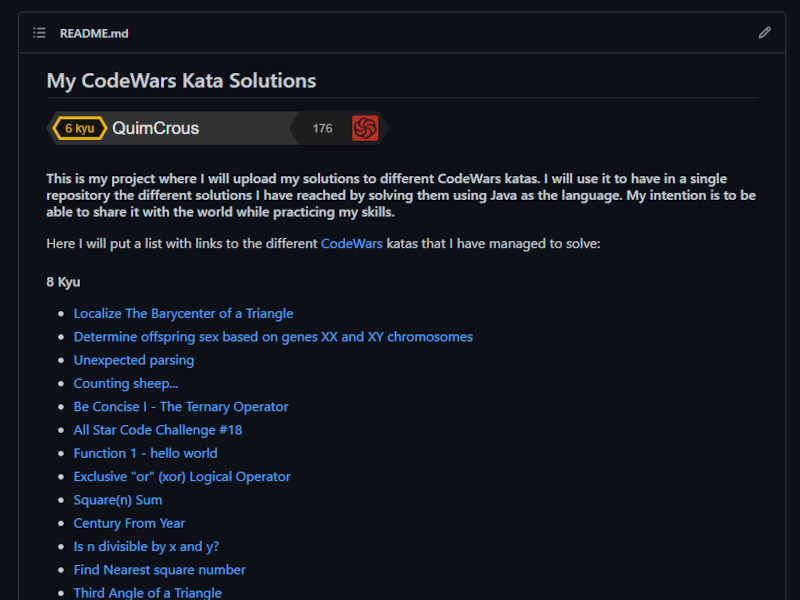 README.md
My CodeWars Kata Solutions
6 kyu QuimCrous 176
This is my project where I will upload my solutions to different CodeWars katas. I will use it to have in a single
repository the different solutions I have reached by solving them using Java as the language. My intention is to be
able to share it with the world while practicing my skills.
Here I will put a list with links to the different CodeWars katas that I have managed to solve:
8 Kyu
Localize The Barycenter of a Triangle
Determine offspring sex based on genes XX and XY chromosomes
Unexpected parsing
Counting sheep...
Be Concise I - The Ternary Operator
All Star Code Challenge #18
Function 1 - hello world
Exclusive "or" (xor) Logical Operator
Square(n) Sum
Century From Year
Is n divisible by x and y?
Find Nearest square number
Third Angle of a Triangle